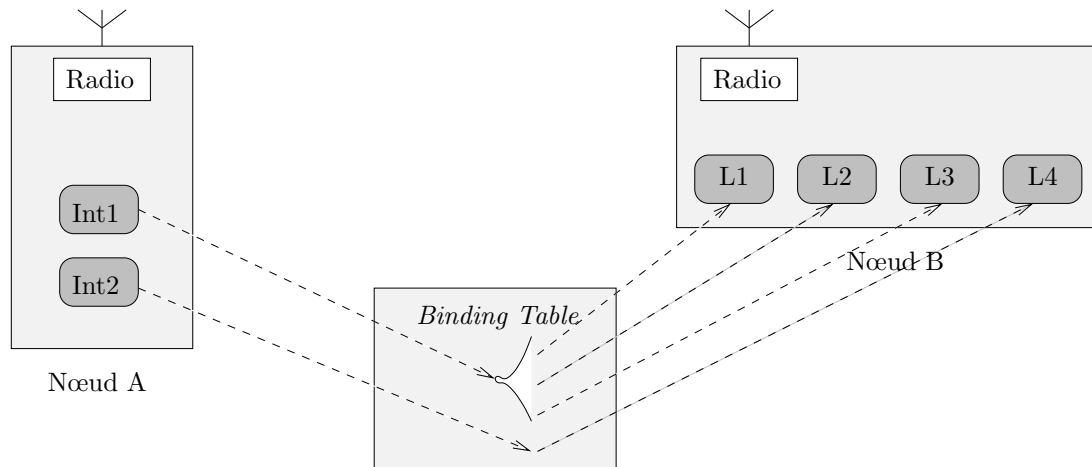 Radio
Int1
Int2
Nœud A
Radio
L1 L2 L3 L4
Nœud B
Binding Table